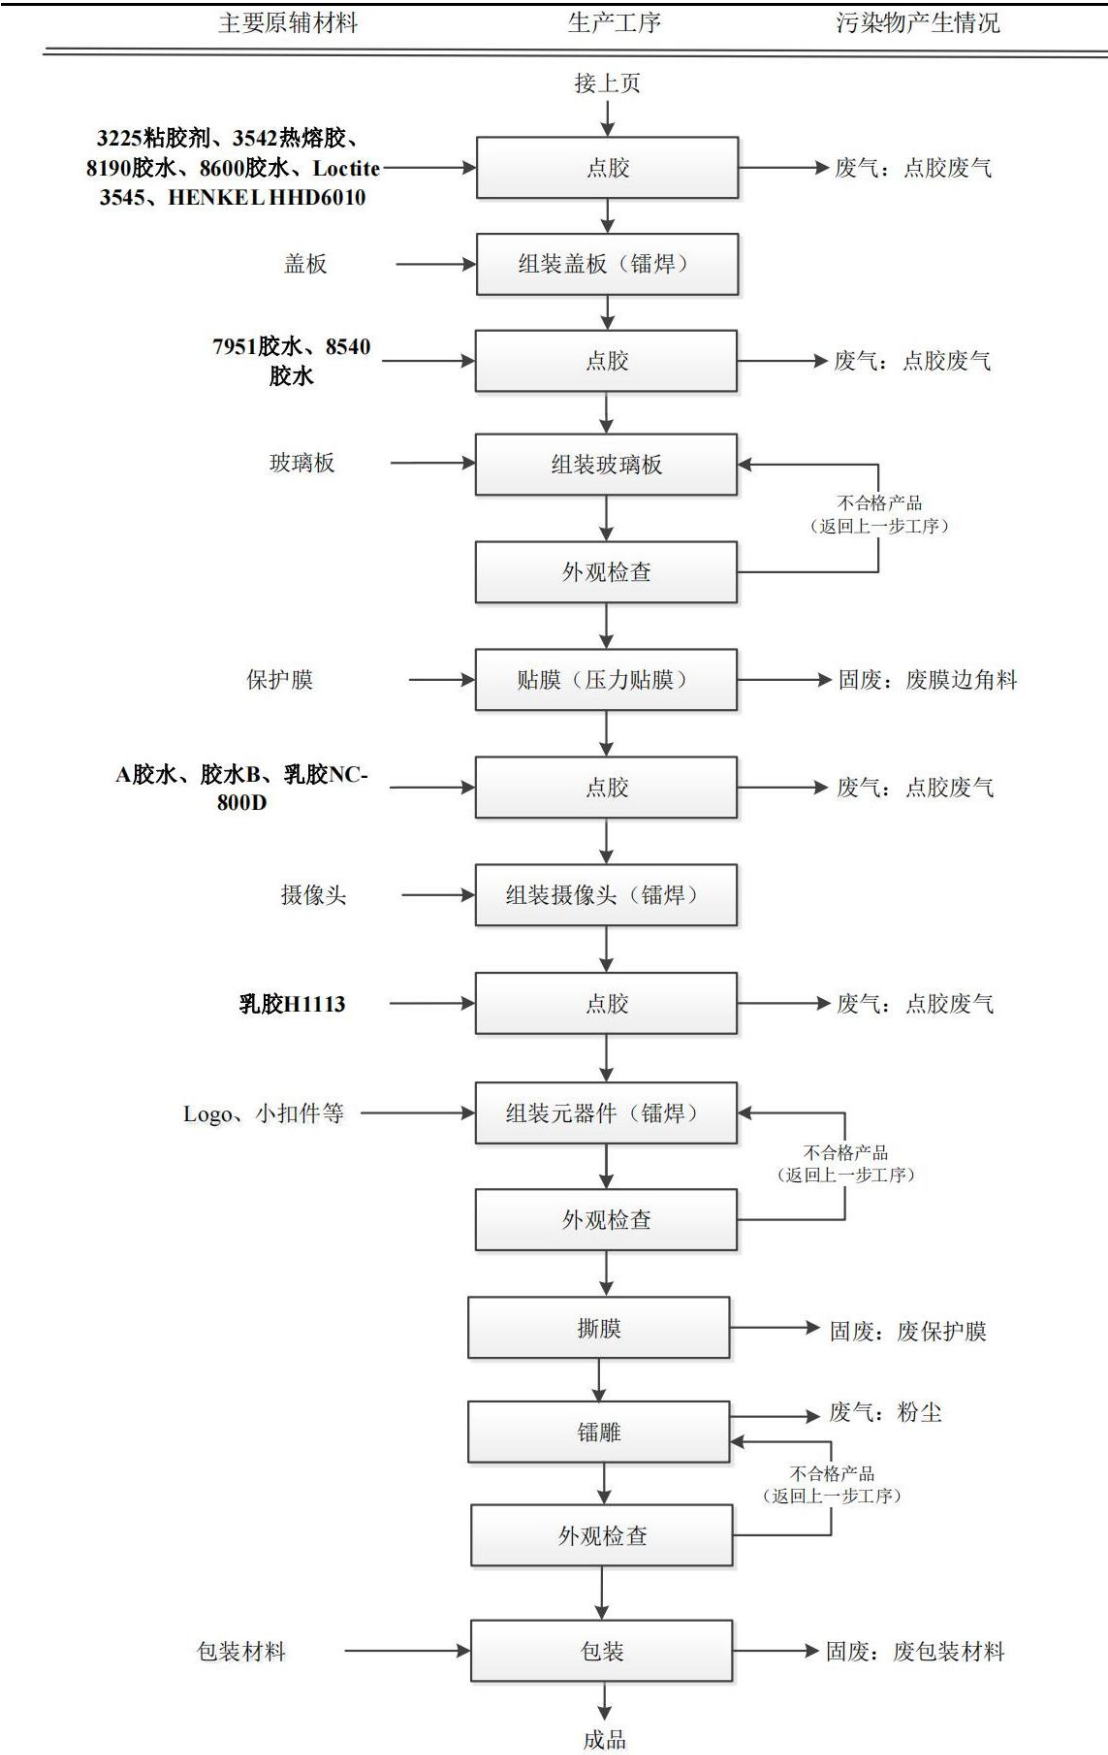 主要原辅材料 生产工序 污染物产生情况
接上页
3225粘胶剂、3542热熔胶、
8190胶水、8600胶水、Loctite
3545、HENKEL HHD6010
点胶
废气：点胶废气
盖板
组装盖板（镭焊）
7951胶水、8540
胶水
点胶
废气：点胶废气
玻璃板
组装玻璃板
不合格产品
（返回上一步工序）
外观检查
保护膜
贴膜（压力贴膜）
固废：废膜边角料
A胶水、胶水B、乳胶NC-
800D
点胶
废气：点胶废气
摄像头
组装摄像头（镭焊）
乳胶H1113
点胶
废气：点胶废气
Logo、小扣件等
组装元器件（镭焊）
不合格产品
（返回上一步工序）
外观检查
撕膜
固废：废保护膜
镭雕
废气：粉尘
不合格产品
（返回上一步工序）
外观检查
包装材料
包装
固废：废包装材料
成品